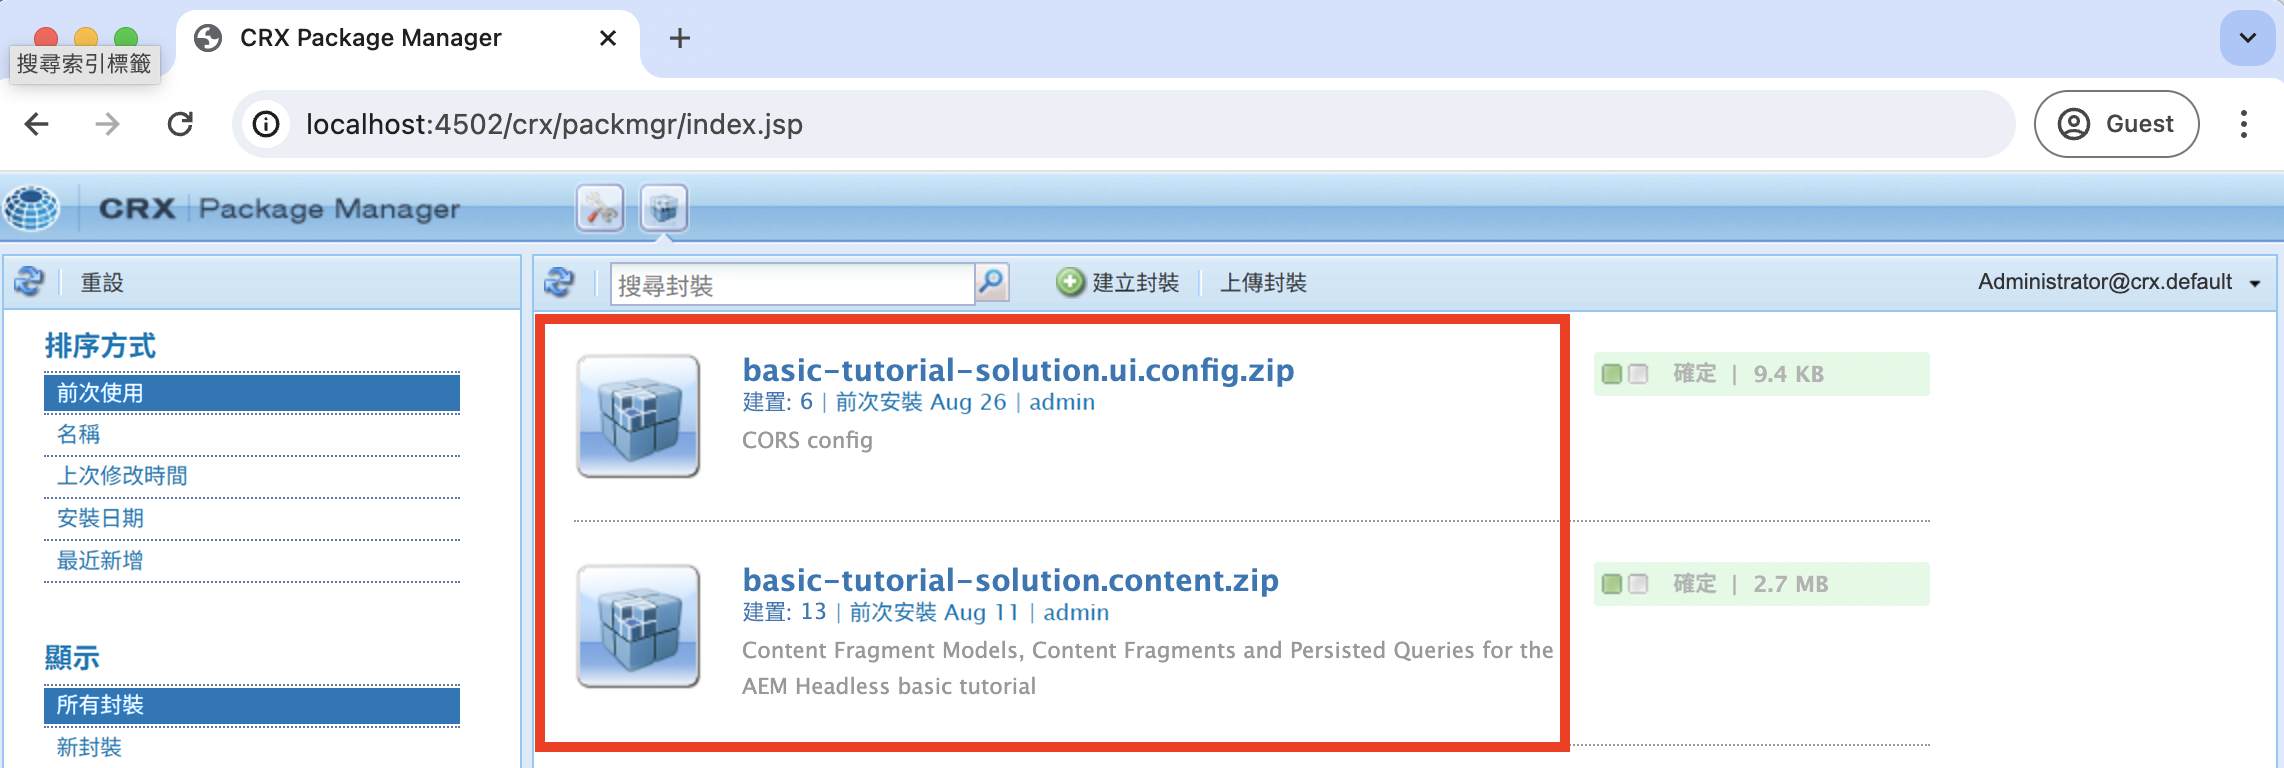 CRX Package Manager
搜尋索引標籤
localhost:4502/crx/packmgr/index.jsp
Guest
CRX | Package Manager
重設
搜尋封裝
建立封裝
上傳封裝
Administrator@crx.default
排序方式
前次使用
名稱
上次修改時間
安裝日期
最近新增
顯示
所有封裝
新封裝
basic-tutorial-solution.ui.config.zip
建置: 6 | 前次安裝 Aug 26 | admin
CORS config
確定 | 9.4 KB
basic-tutorial-solution.content.zip
建置: 13 | 前次安裝 Aug 11 | admin
Content Fragment Models, Content Fragments and Persisted Queries for the
AEM Headless basic tutorial
確定 | 2.7 MB